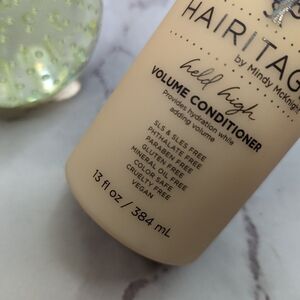 HAIRITAG
by Mindy McKnigh
held high
VOLUME CONDITIONER
Provides hydration while
adding volume
SLS & SLES FREE
PHTHALATE FREE
PARABEN FREE
GLUTEN FREE
MINERAL OIL FREE
COLOR SAFE
CRUELTY FREE
VEGAN
13 fl oz / 384 mL